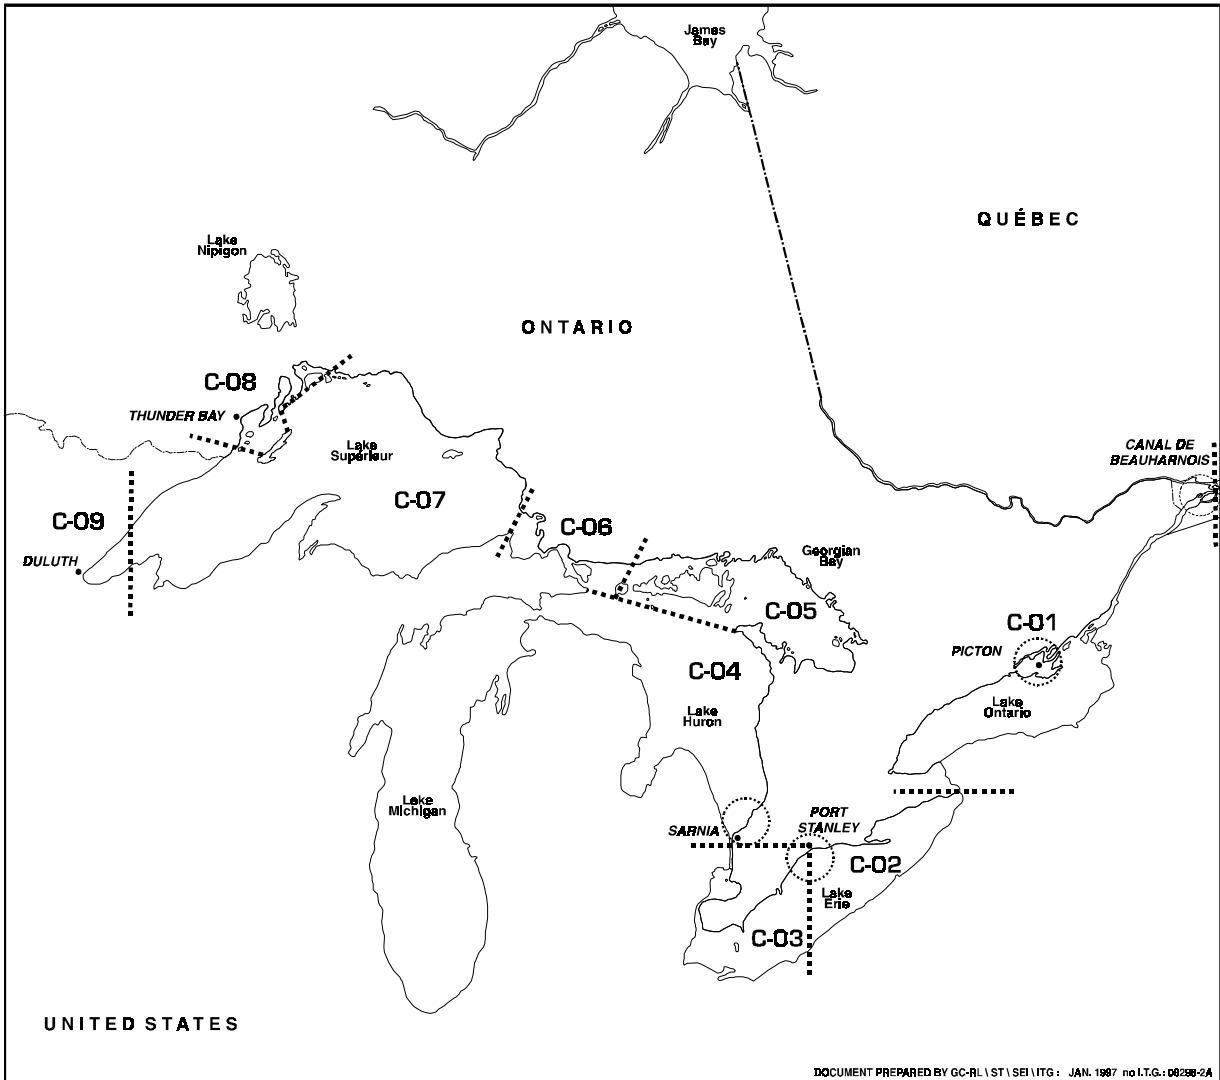 James
Bay
QUÉBEC
Lake
Nipigon
ONTARIO
C-08
THUNDER BAY
Lake
Supérieur
CANAL DE
BEAUHARNOIS
C-07
C-09
C-06
DULUTH
Georgian
Bay
C-05
C-01
PICTON
C-04
Lake
Ontario
Lake
Huron
Lake
Michigan
PORT
STANLEY
SARNIA
C-02
Lake
Erie
C-03
UNITED STATES
DOCUMENT PREPARED BY GC-RL\ST\SEI\ITG : JAN. 1997 no I.T.G.: 08298-2A